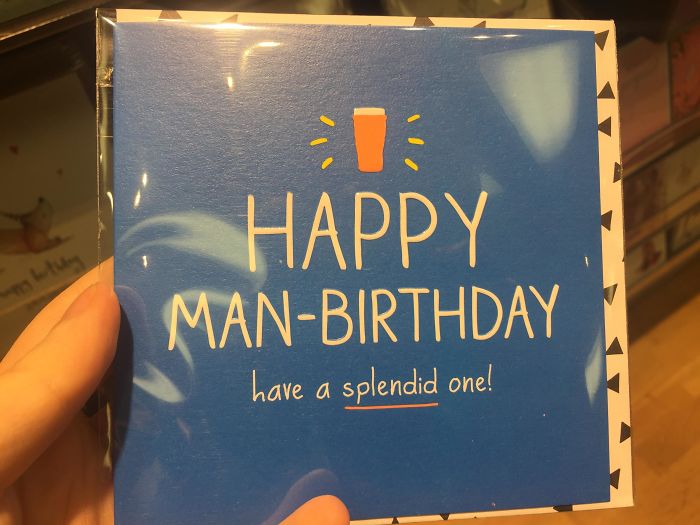 HAPPY
MAN-BIRTHDAY
have a splendid one!